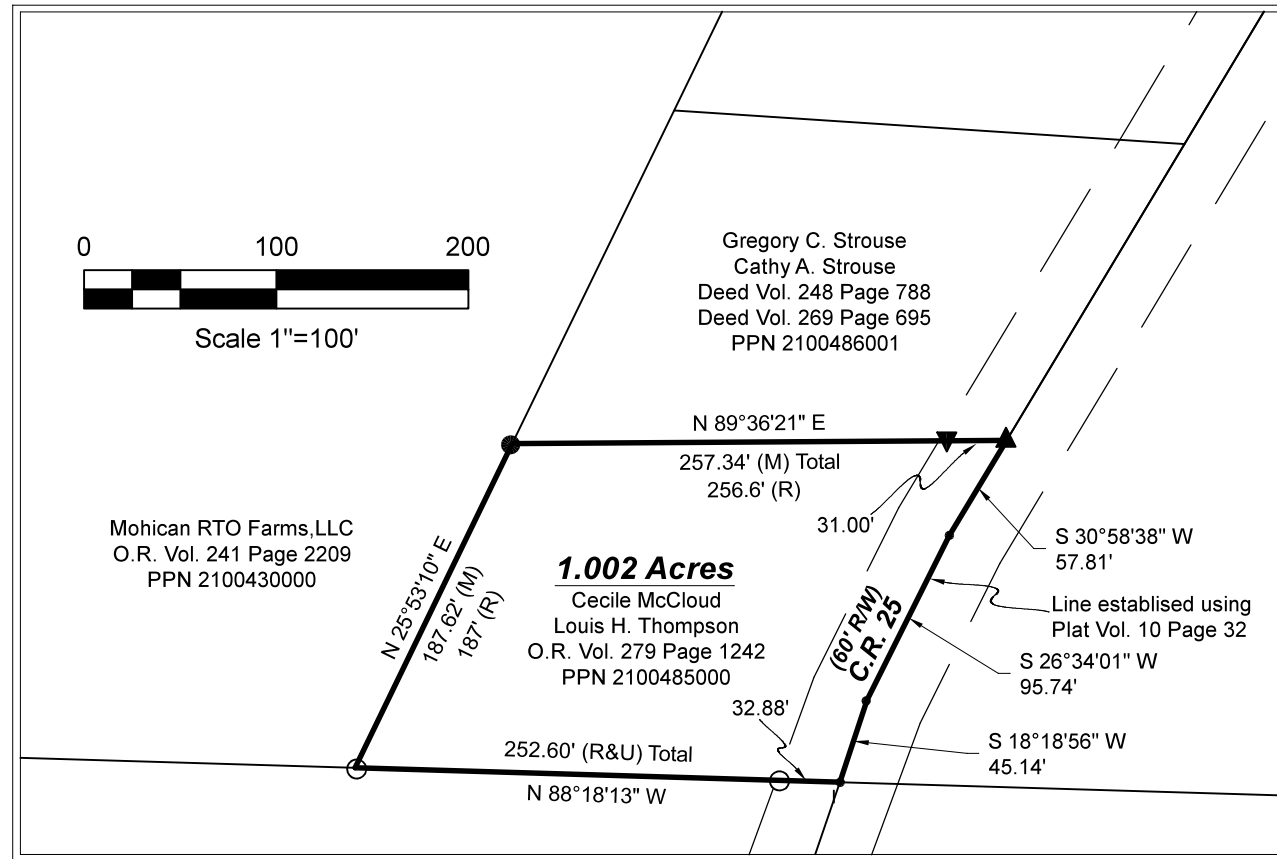 0 100 200
Scale 1"=100'
Gregory C. Strouse
Cathy A. Strouse
Deed Vol. 248 Page 788
Deed Vol. 269 Page 695
PPN 2100486001
N 89°36'21" E
257.34' (M) Total
256.6' (R)
31.00'
S 30°58'38" W
57.81'
Mohican RTO Farms,LLC
O.R. Vol. 241 Page 2209
PPN 2100430000
N 25°53'10" E
187.62' (M)
187' (R)
1.002 Acres
Cecile McCloud
Louis H. Thompson
O.R. Vol. 279 Page 1242
PPN 2100485000
(60' R/W)
C.R. 25
Line establised using
Plat Vol. 10 Page 32
S 26°34'01" W
95.74'
32.88'
S 18°18'56" W
45.14'
252.60' (R&U) Total
N 88°18'13" W